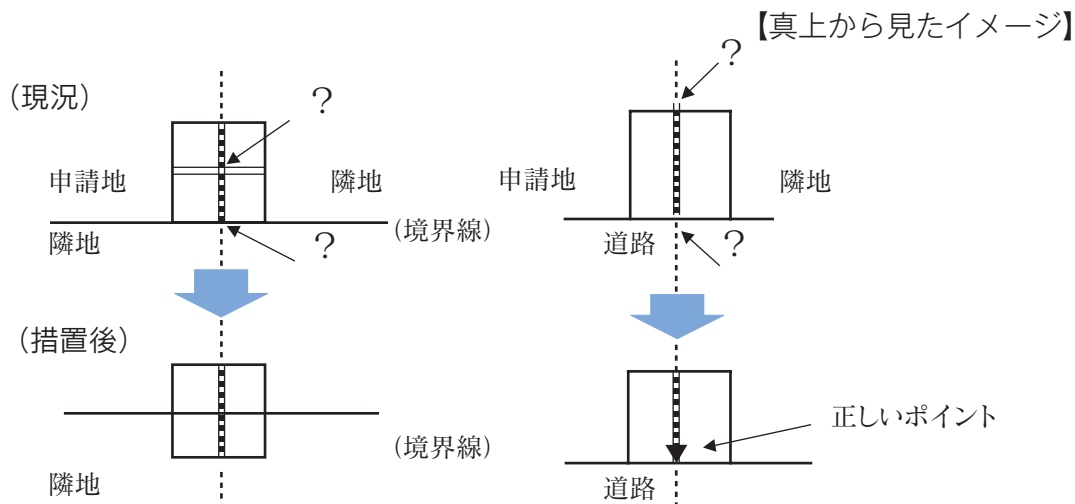 【真上から見たイメージ】
(現況)
?
申請地
隣地
(境界線)
隣地
?
?
申請地
隣地
道路
?
(措置後)
(境界線)
隣地
正しいポイント
道路